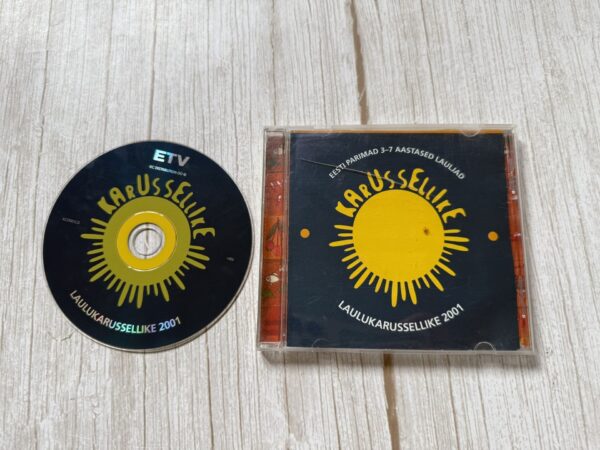 ETV
KARUSSELLIKE
LAULUKARUSSELLIKE 2001
EESTI PARIMAD 3–7 AASTASED LAULJAD
KARUSSELLIKE
LAULUKARUSSELLIKE 2001